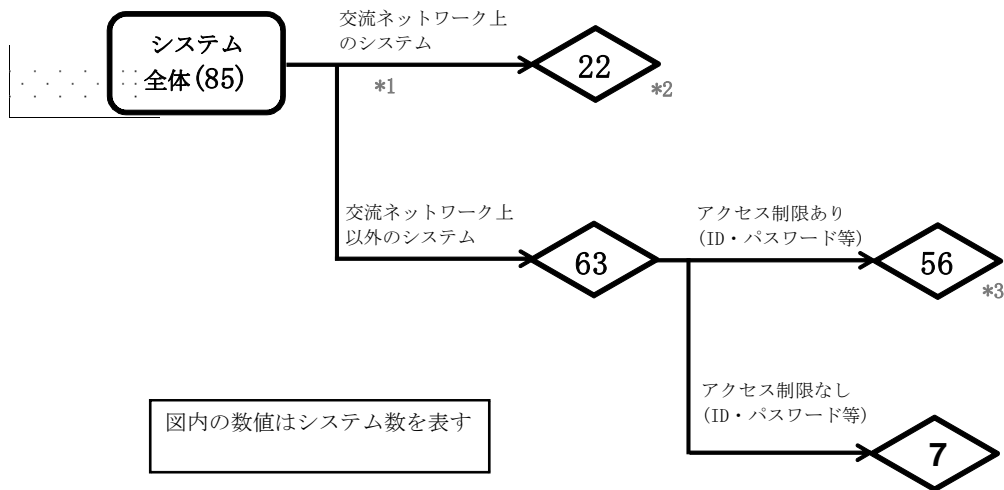 システム
全体(85)
交流ネットワーク上
のシステム
*1
22
*2
交流ネットワーク上
以外のシステム
63
アクセス制限あり
(ID・パスワード等)
56
*3
アクセス制限なし
(ID・パスワード等)
7
図内の数値はシステム数を表す